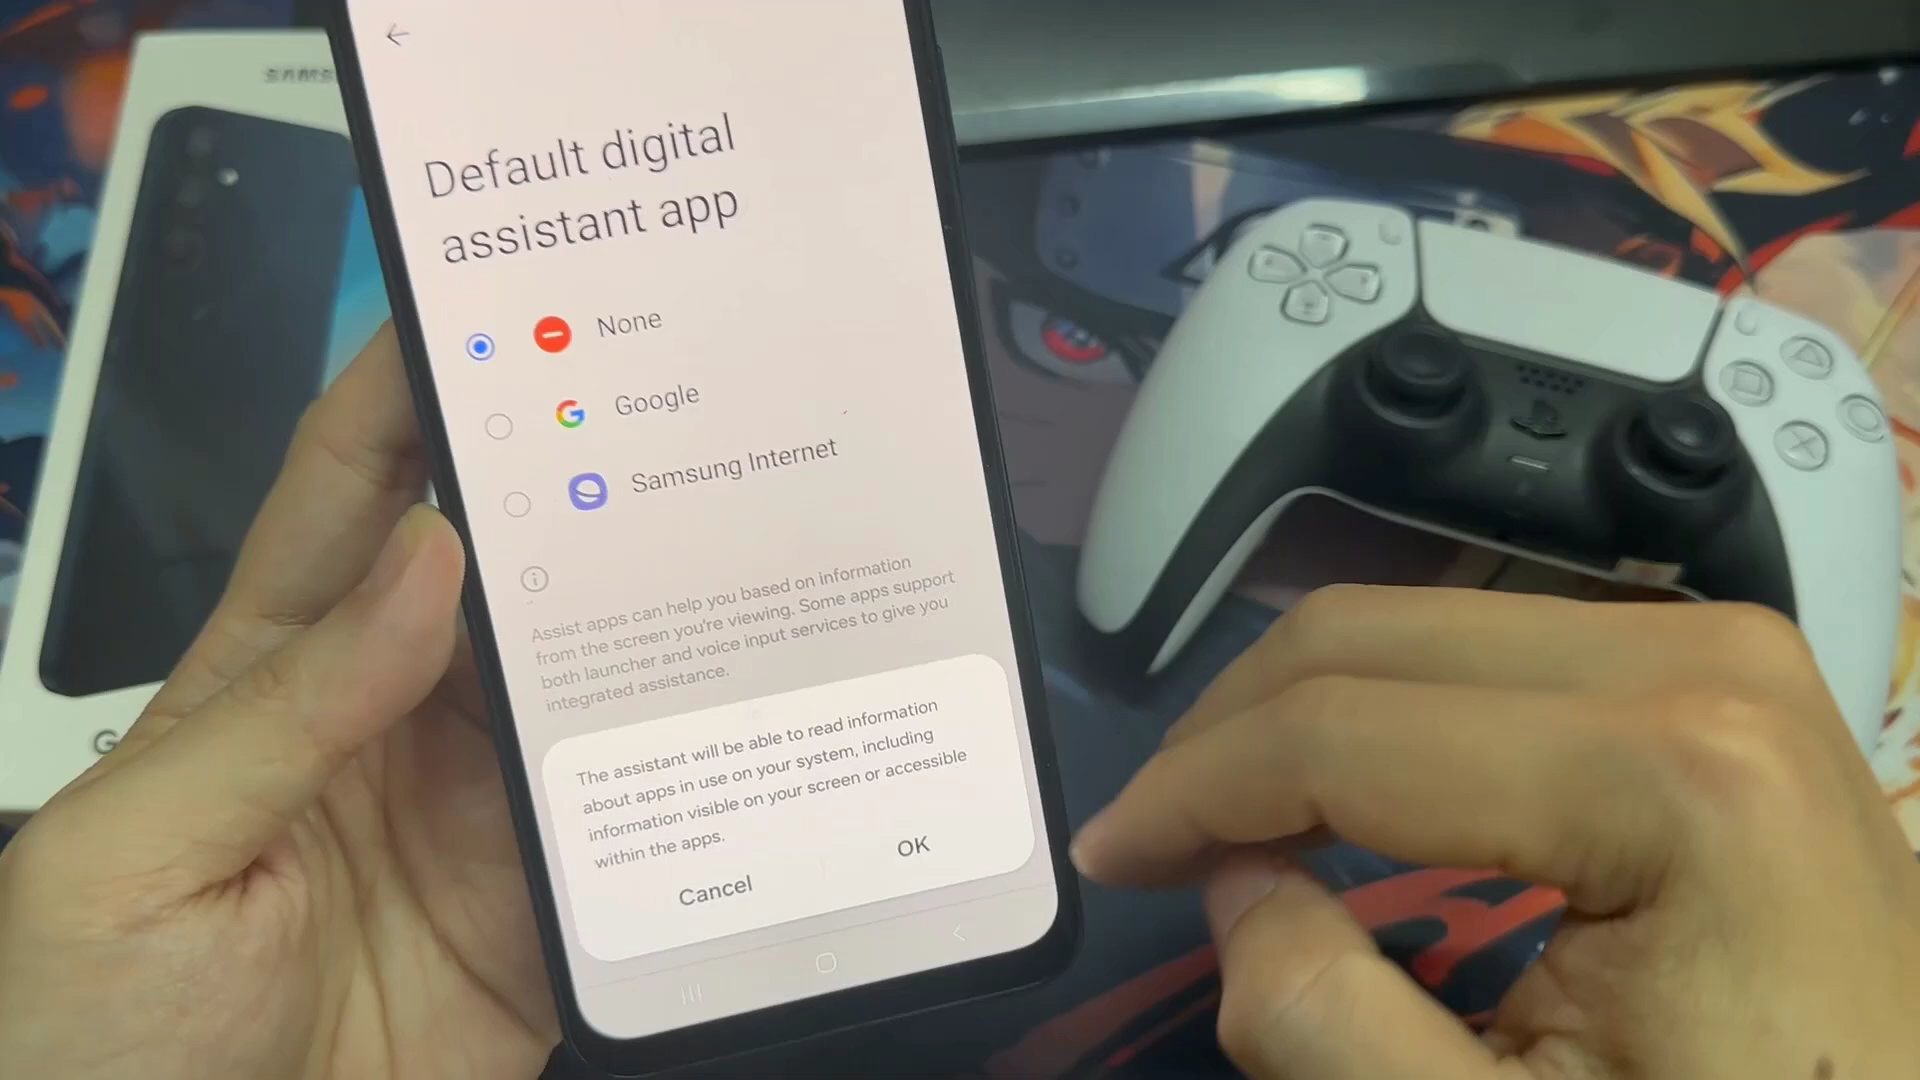 SAMS
Default digital
assistant app
None
Google
Samsung Internet
Assist apps can help you based on information
from the screen you're viewing. Some apps support
both launcher and voice input services to give you
integrated assistance.
The assistant will be able to read information
about apps in use on your system, including
information visible on your screen or accessible
within the apps.
Cancel
OK
G